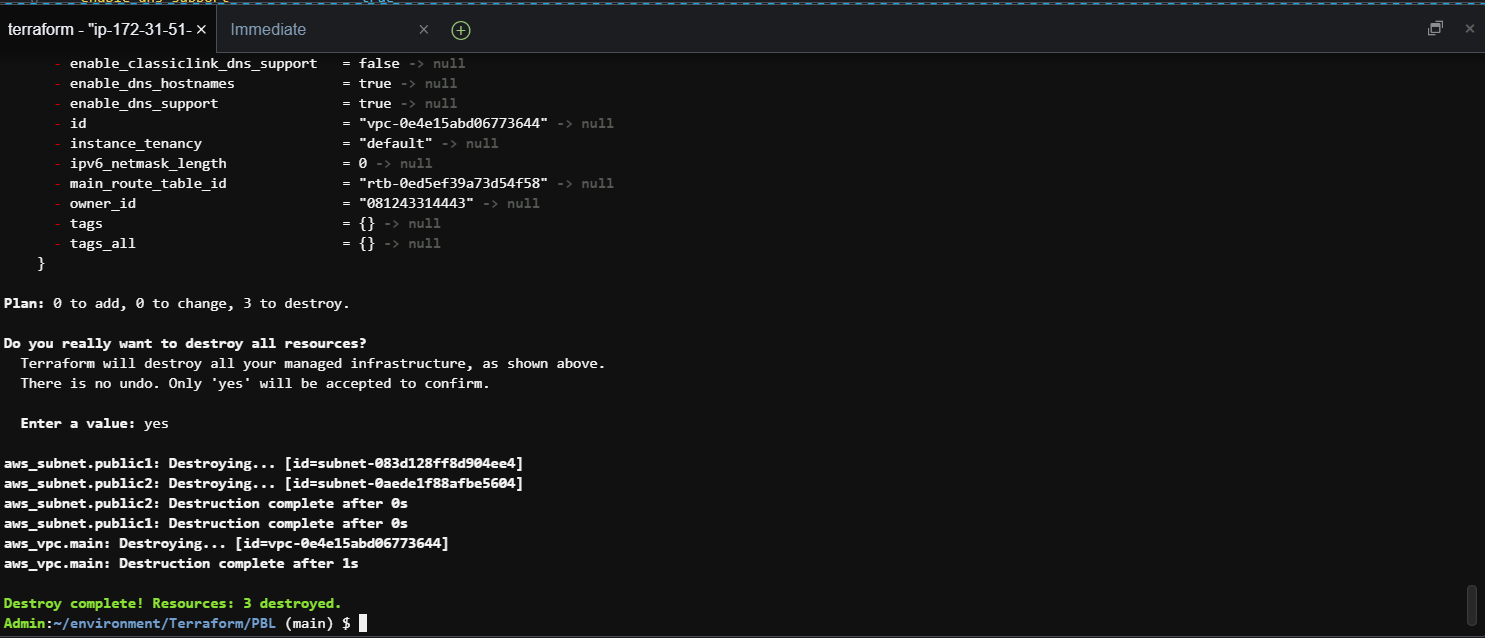 enable_dns_support true
terraform - "ip-172-31-51- × Immediate ×
- enable_classiclink_dns_support = false -> null
- enable_dns_hostnames = true -> null
- enable_dns_support = true -> null
- id = "vpc-0e4e15abd06773644" -> null
- instance_tenancy = "default" -> null
- ipv6_netmask_length = 0 -> null
- main_route_table_id = "rtb-0ed5ef39a73d54f58" -> null
- owner_id = "081243314443" -> null
- tags = {} -> null
- tags_all = {} -> null
}
Plan: 0 to add, 0 to change, 3 to destroy.
Do you really want to destroy all resources?
Terraform will destroy all your managed infrastructure, as shown above.
There is no undo. Only 'yes' will be accepted to confirm.
Enter a value: yes
aws_subnet.public1: Destroying... [id=subnet-083d128ff8d904ee4]
aws_subnet.public2: Destroying... [id=subnet-0aede1f88afbe5604]
aws_subnet.public2: Destruction complete after 0s
aws_subnet.public1: Destruction complete after 0s
aws_vpc.main: Destroying... [id=vpc-0e4e15abd06773644]
aws_vpc.main: Destruction complete after 1s
Destroy complete! Resources: 3 destroyed.
Admin:~/environment/Terraform/PBL (main) $